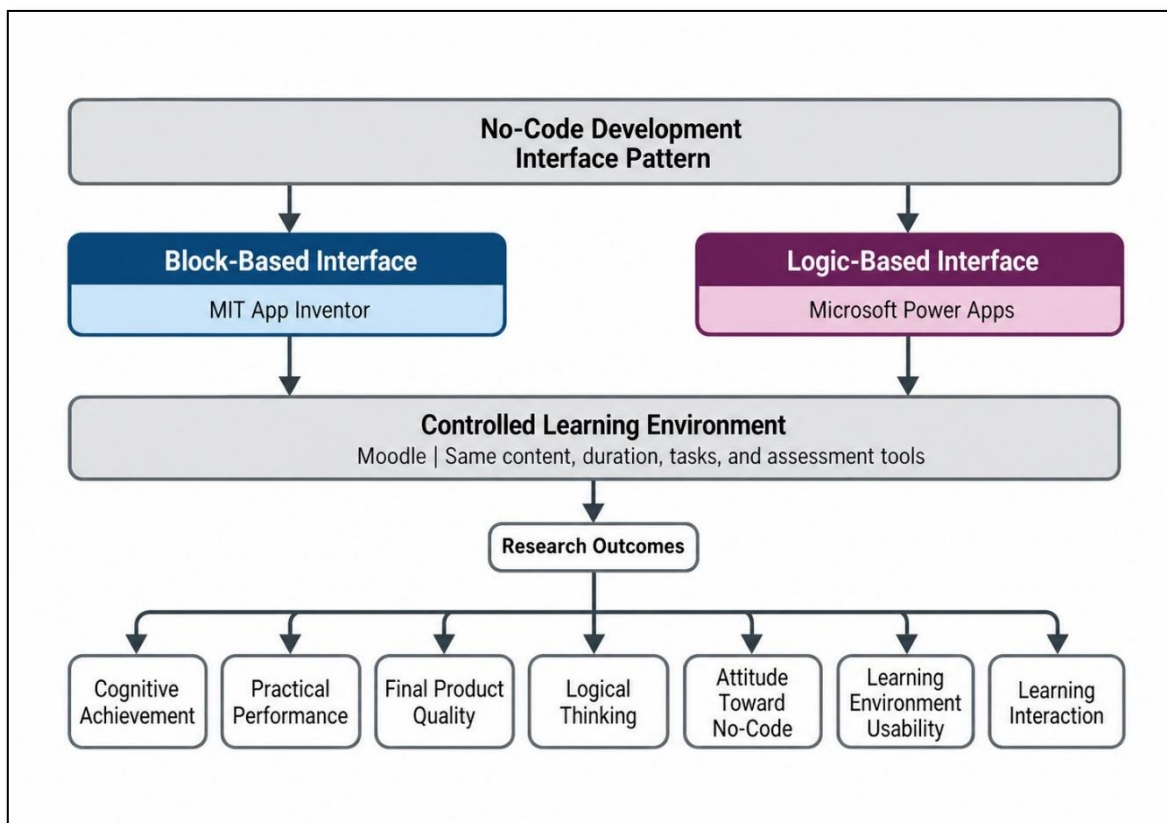 No-Code Development
Interface Pattern
Block-Based Interface
MIT App Inventor
Logic-Based Interface
Microsoft Power Apps
Controlled Learning Environment
Moodle | Same content, duration, tasks, and assessment tools
Research Outcomes
Cognitive
Achievement
Practical
Performance
Final Product
Quality
Logical
Thinking
Attitude
Toward
No-Code
Learning
Environment
Usability
Learning
Interaction